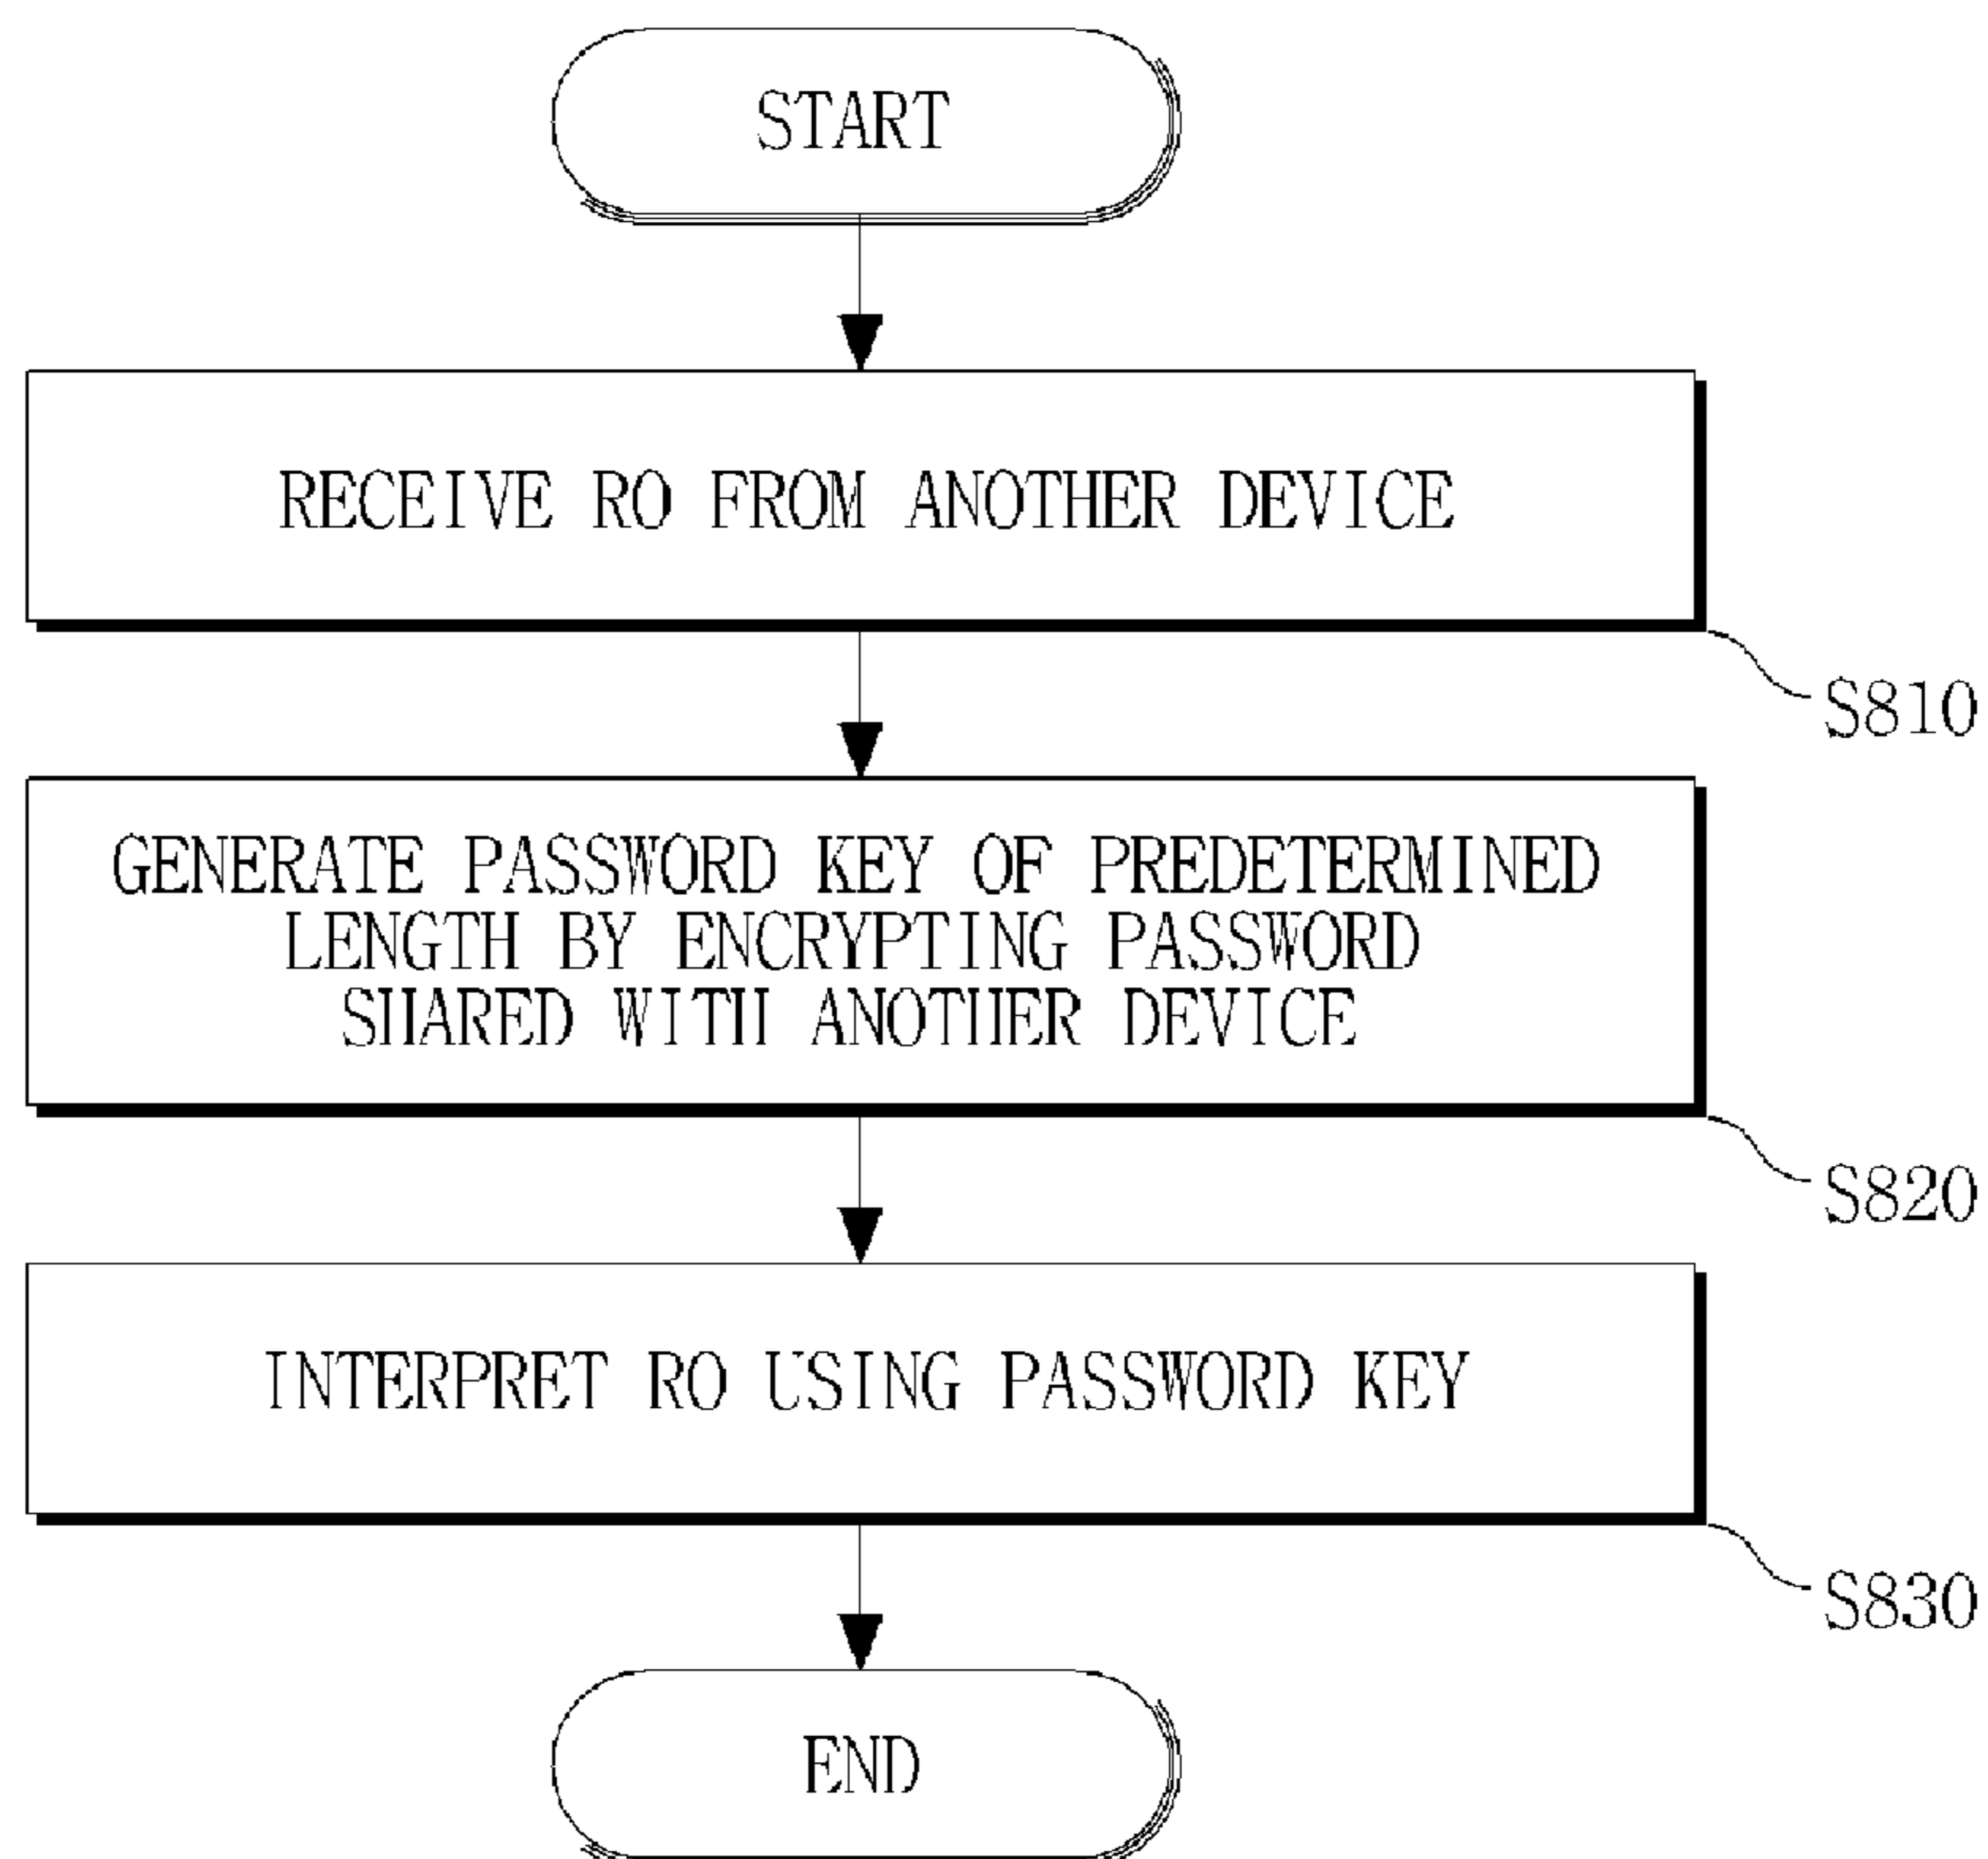 START
RECEIVE RO FROM ANOTHER DEVICE
S810
GENERATE PASSWORD KEY OF PREDETERMINED
LENGTH BY ENCRYPTING PASSWORD
SHARED WITH ANOTHER DEVICE
S820
INTERPRET RO USING PASSWORD KEY
S830
END